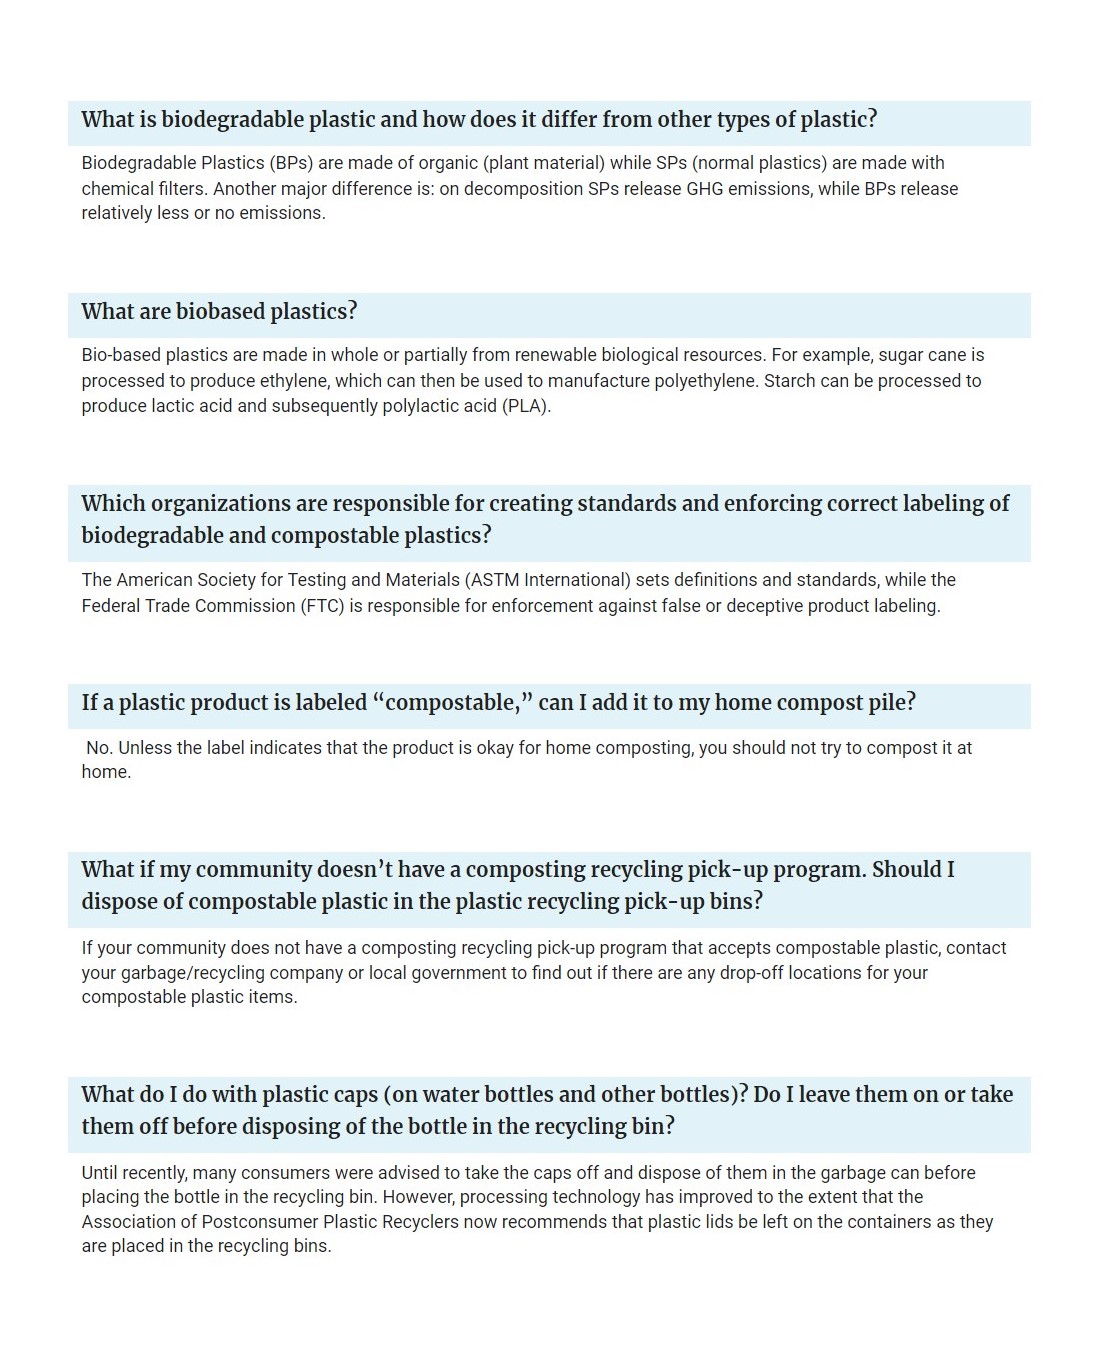 What is biodegradable plastic and how does it differ from other types of plastic?
Biodegradable Plastics (BPs) are made of organic (plant material) while SPs (normal plastics) are made with
chemical filters. Another major difference is: on decomposition SPs release GHG emissions, while BPs release
relatively less or no emissions.
What are biobased plastics?
Bio-based plastics are made in whole or partially from renewable biological resources. For example, sugar cane is
processed to produce ethylene, which can then be used to manufacture polyethylene. Starch can be processed to
produce lactic acid and subsequently polylactic acid (PLA).
Which organizations are responsible for creating standards and enforcing correct labeling of
biodegradable and compostable plastics?
The American Society for Testing and Materials (ASTM International) sets definitions and standards, while the
Federal Trade Commission (FTC) is responsible for enforcement against false or deceptive product labeling.
If a plastic product is labeled “compostable,” can I add it to my home compost pile?
No. Unless the label indicates that the product is okay for home composting, you should not try to compost it at
home.
What if my community doesn’t have a composting recycling pick-up program. Should I
dispose of compostable plastic in the plastic recycling pick-up bins?
If your community does not have a composting recycling pick-up program that accepts compostable plastic, contact
your garbage/recycling company or local government to find out if there are any drop-off locations for your
compostable plastic items.
What do I do with plastic caps (on water bottles and other bottles)? Do I leave them on or take
them off before disposing of the bottle in the recycling bin?
Until recently, many consumers were advised to take the caps off and dispose of them in the garbage can before
placing the bottle in the recycling bin. However, processing technology has improved to the extent that the
Association of Postconsumer Plastic Recyclers now recommends that plastic lids be left on the containers as they
are placed in the recycling bins.